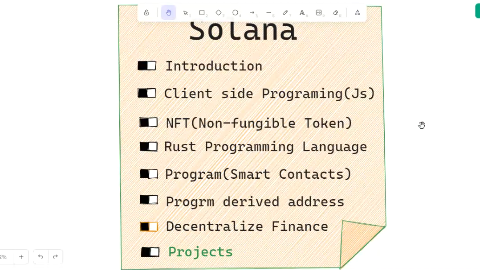 Solana
Introduction
Client side Programing(Js)
NFT(Non-fungible Token)
Rust Programming Language
Program(Smart Contacts)
Progrm derived address
Decentralize Finance
Projects